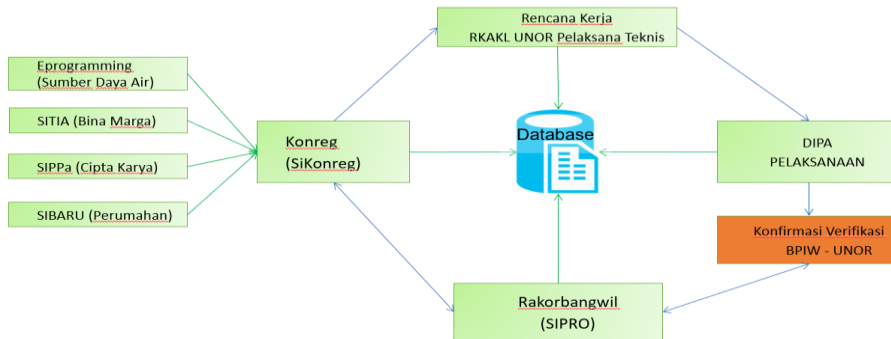 Rencana Kerja
RKAKL UNOR Pelaksana Teknis
Eprogramming
(Sumber Daya Air)
SITIA (Bina Marga)
SIPPa (Cipta Karya)
SIBARU (Perumahan)
Konreg
(SiKonreg)
Database
DIPA
PELAKSANAAN
Konfirmasi Verifikasi
BPIW - UNOR
Rakorbangwil
(SIPRO)